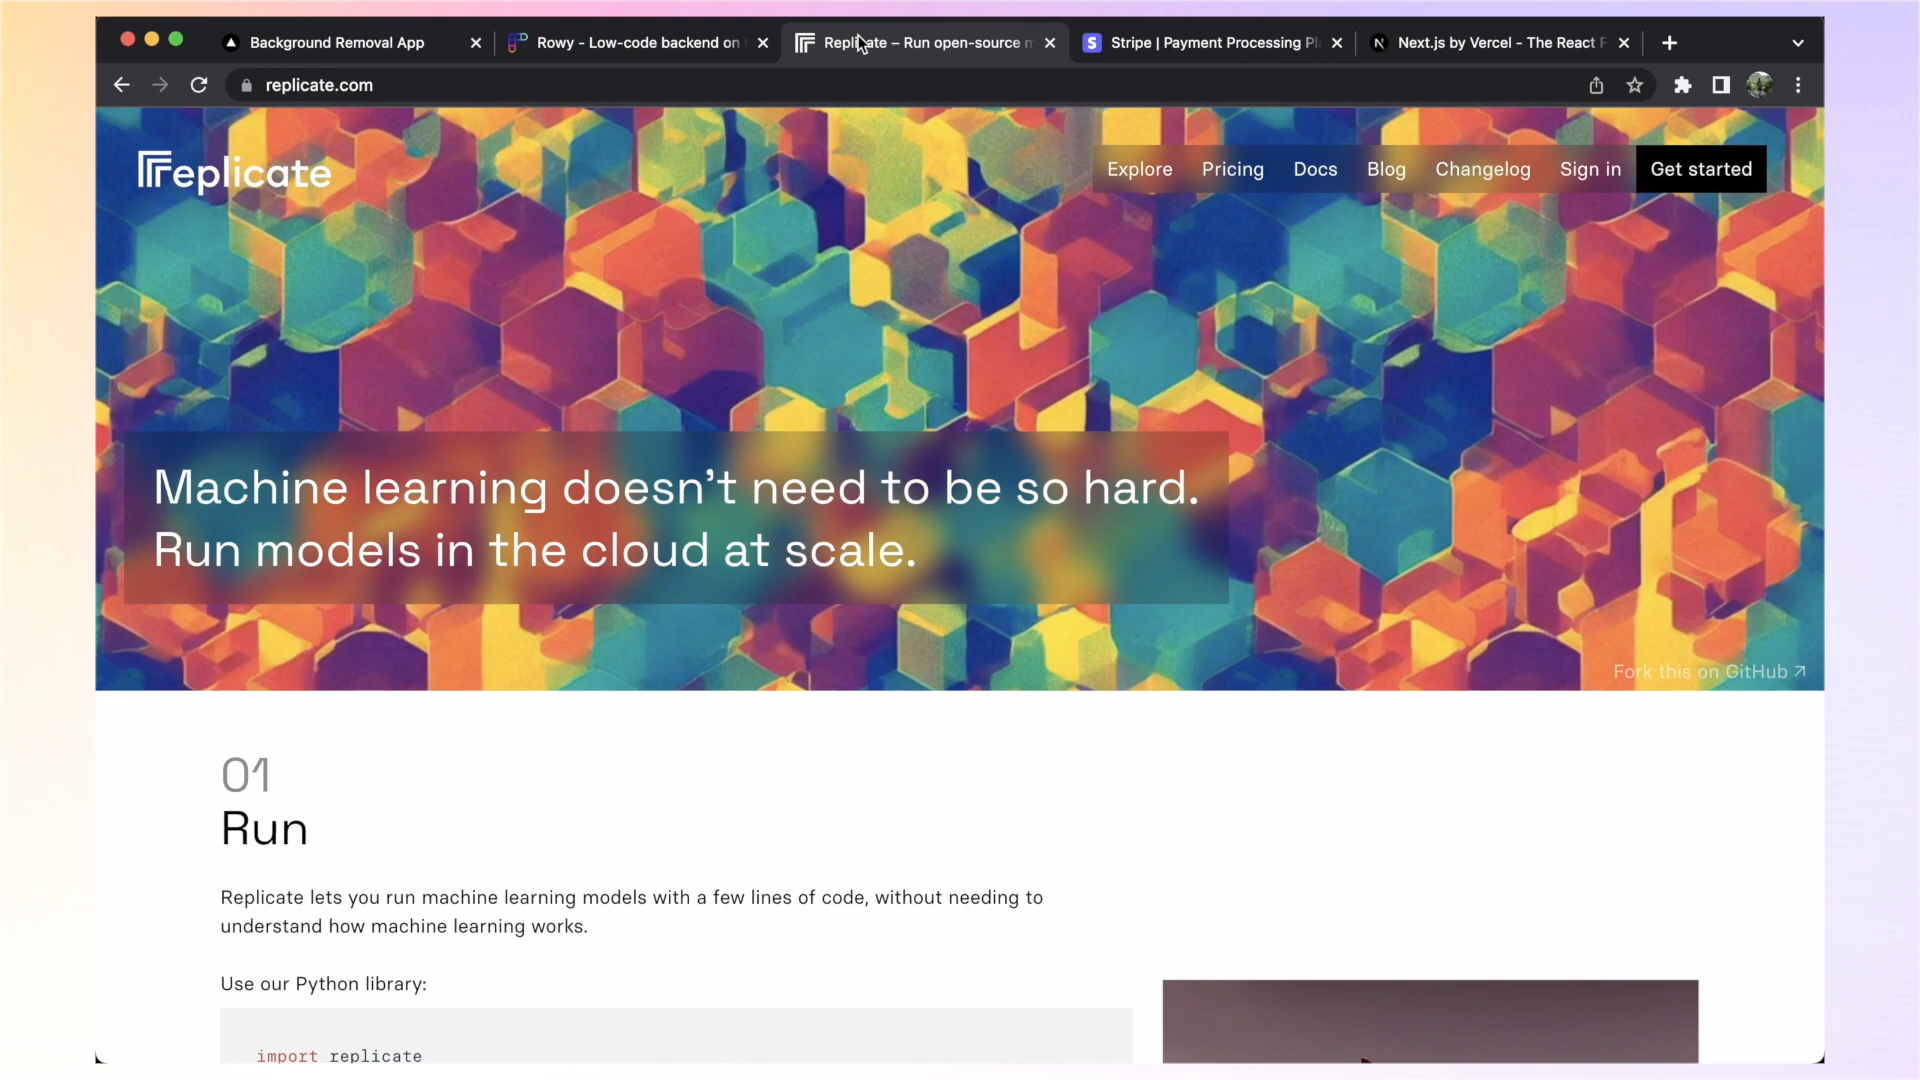 Background Removal App
Rowy - Low-code backend on
Replicate – Run open-source
Stripe | Payment Processing
Next.js by Vercel - The React
replicate.com
replicate
Explore
Pricing
Docs
Blog
Changelog
Sign in
Get started
Machine learning doesn't need to be so hard.
Run models in the cloud at scale.
Fork this on GitHub ↗
01
Run
Replicate lets you run machine learning models with a few lines of code, without needing to
understand how machine learning works.
Use our Python library:
import replicate